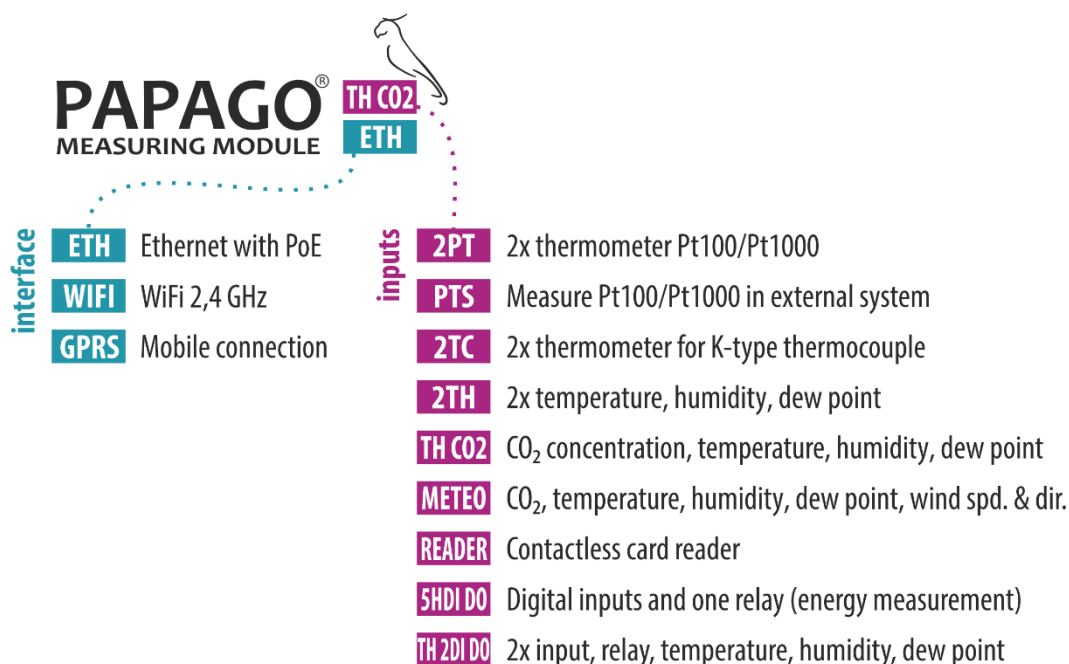 PAPAGO®
MEASURING MODULE
TH CO2
ETH
interface
ETH Ethernet with PoE
WIFI WiFi 2,4 GHz
GPRS Mobile connection
inputs
2PT 2x thermometer Pt100/Pt1000
PTS Measure Pt100/Pt1000 in external system
2TC 2x thermometer for K-type thermocouple
2TH 2x temperature, humidity, dew point
TH CO2 CO₂ concentration, temperature, humidity, dew point
METEO CO₂, temperature, humidity, dew point, wind spd. & dir.
READER Contactless card reader
5HDI DO Digital inputs and one relay (energy measurement)
TH 2DI DO 2x input, relay, temperature, humidity, dew point